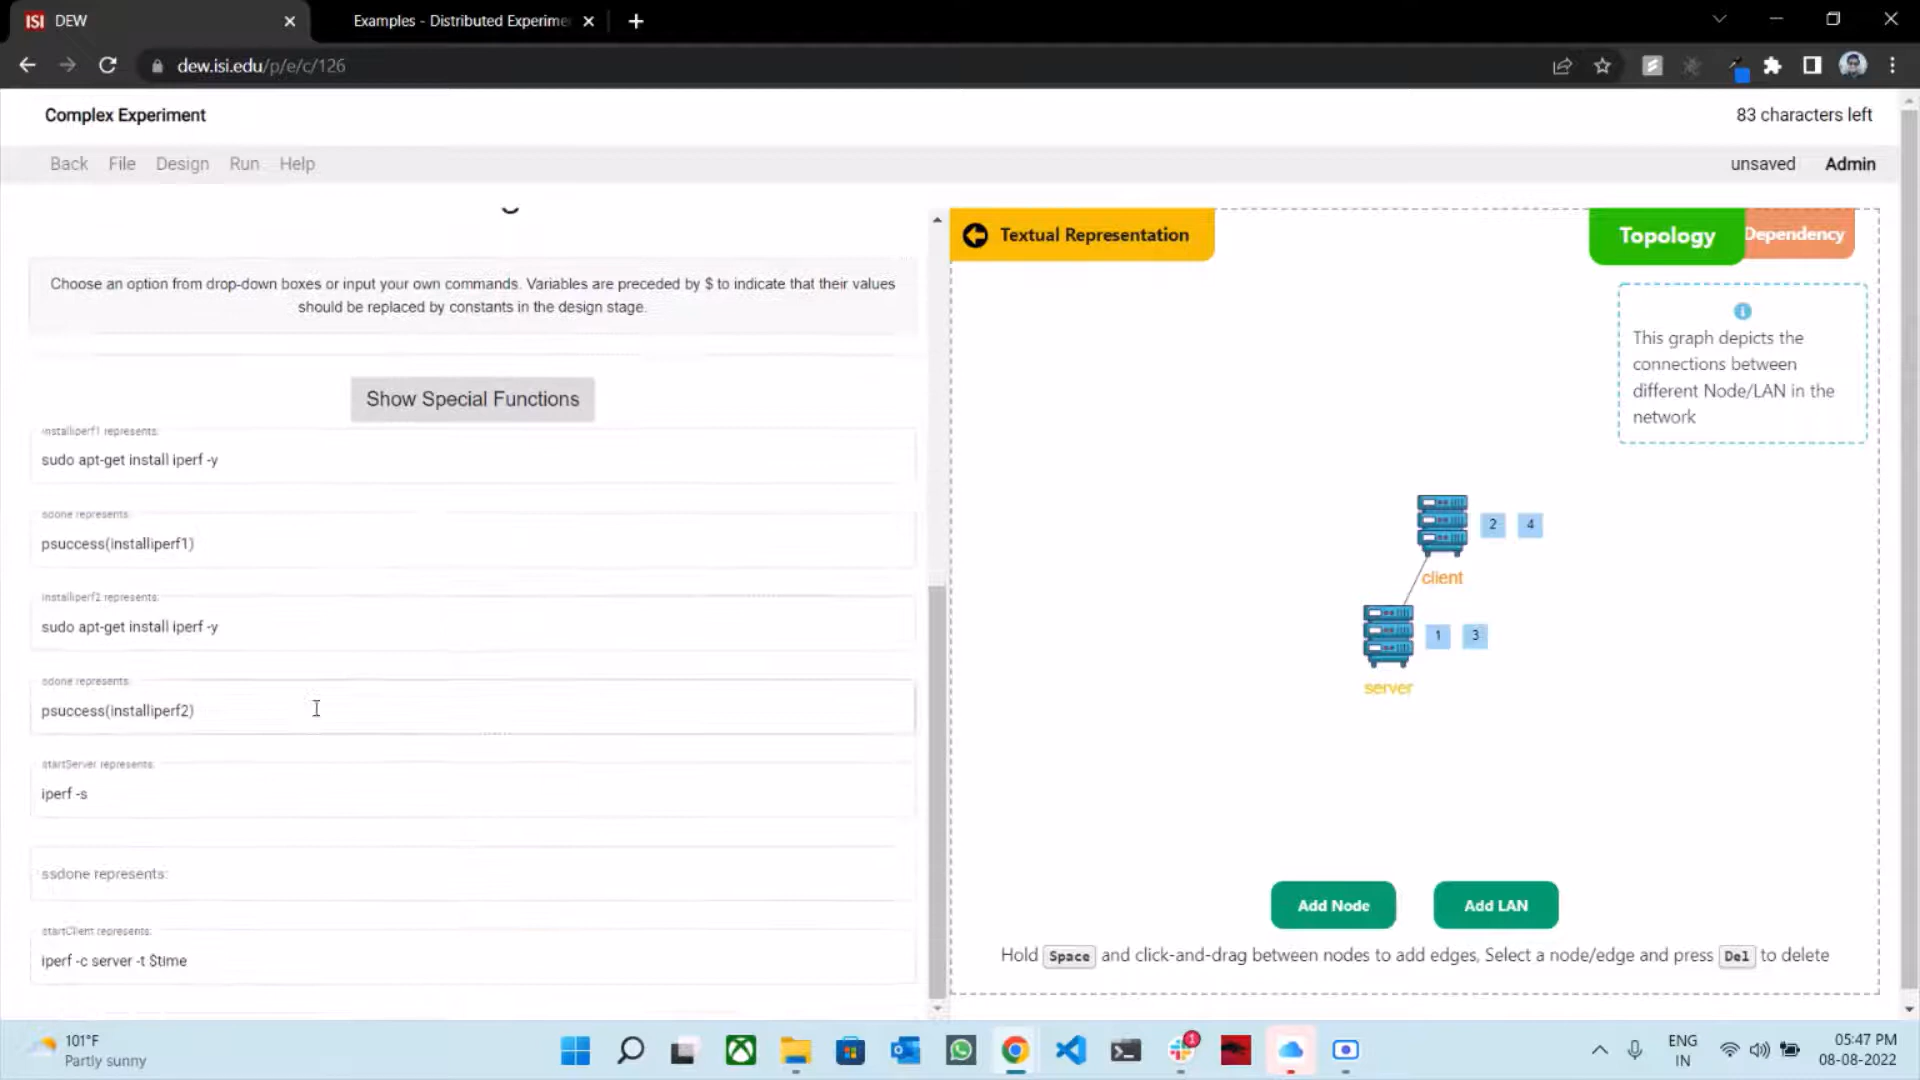 ISI DEW
Examples - Distributed Experime
dew.isi.edu/p/e/c/126
Complex Experiment
83 characters left
Back File Design Run Help
unsaved Admin
Choose an option from drop-down boxes or input your own commands. Variables are preceded by $ to indicate that their values
should be replaced by constants in the design stage.
Show Special Functions
installiperf1 represents:
sudo apt-get install iperf -y
sdone represents:
psuccess(installiperf1)
installiperf2 represents:
sudo apt-get install iperf -y
psuccess(installiperf2)
startServer represents:
iperf -s
ssdone represents:
startClient represents:
iperf -c server -t $time
Textual Representation
Topology
Dependency
This graph depicts the
connections between
different Node/LAN in the
network
2 4
client
1 3
server
Add Node
Add LAN
Hold Space and click-and-drag between nodes to add edges, Select a node/edge and press Del to delete
101°F
Partly sunny
1
ENG
IN
05:47 PM
08-08-2022